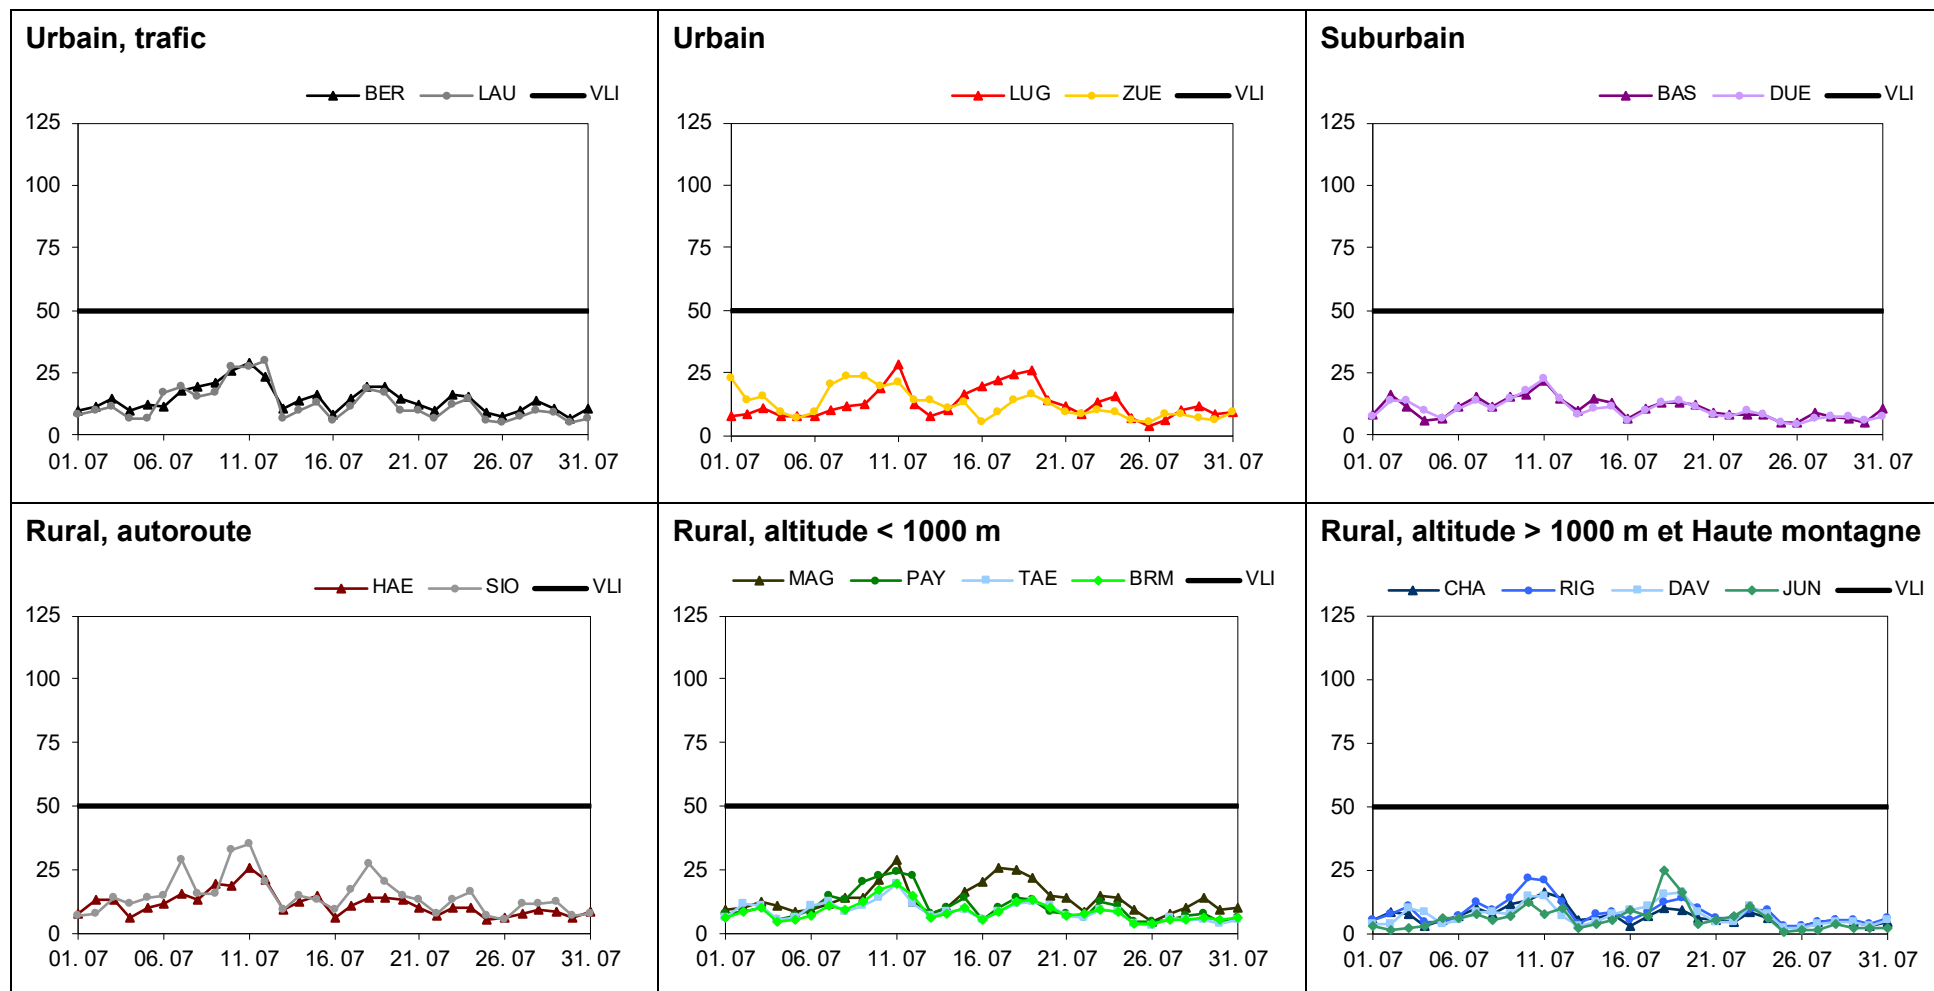 Urbain, trafic
BER LAU VLI
125
100
75
50
25
0
01. 07 06. 07 11. 07 16. 07 21. 07 26. 07 31. 07
Urbain
LUG ZUE VLI
125
100
75
50
25
0
01. 07 06. 07 11. 07 16. 07 21. 07 26. 07 31. 07
Suburbain
BAS DUE VLI
125
100
75
50
25
0
01. 07 06. 07 11. 07 16. 07 21. 07 26. 07 31. 07
Rural, autoroute
HAE SIO VLI
125
100
75
50
25
0
01. 07 06. 07 11. 07 16. 07 21. 07 26. 07 31. 07
Rural, altitude < 1000 m
MAG PAY TAE BRM VLI
125
100
75
50
25
0
01. 07 06. 07 11. 07 16. 07 21. 07 26. 07 31. 07
Rural, altitude > 1000 m et Haute montagne
CHA RIG DAV JUN VLI
125
100
75
50
25
0
01. 07 06. 07 11. 07 16. 07 21. 07 26. 07 31. 07